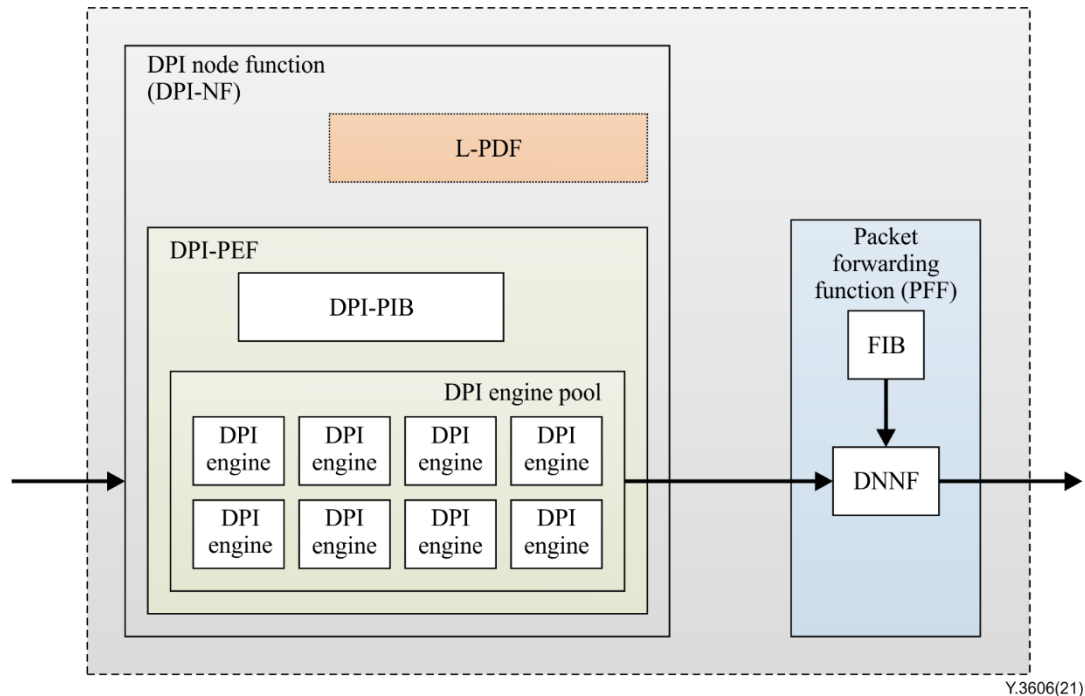 DPI node function
(DPI-NF)
L-PDF
DPI-PEF
DPI-PIB
DPI engine pool
DPI
engine
DPI
engine
DPI
engine
DPI
engine
DPI
engine
DPI
engine
DPI
engine
DPI
engine
Packet
forwarding
function (PFF)
FIB
DNNF
Y.3606(21)